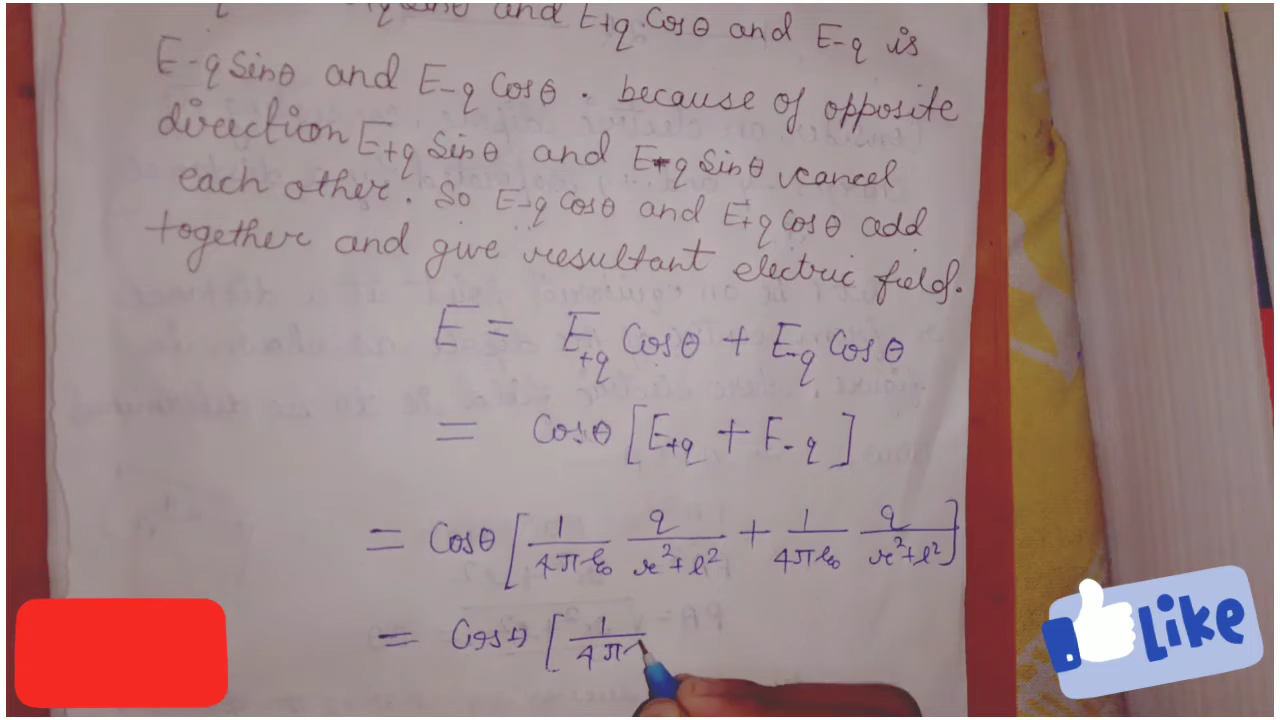 and E+q Cosθ and E-q is
E-q Sinθ and E-q Cosθ. because of opposite
direction E+q Sinθ and E-q Sinθ cancel
each other. So E-q cosθ and E+q cosθ add
together and give resultant electric field.
E = E+q Cosθ + E-q Cosθ
= Cosθ [E+q + E-q]
= Cosθ [1/4πε₀ q/r²+l² + 1/4πε₀ q/r²+l²]
= Cosθ [1/4π
Like